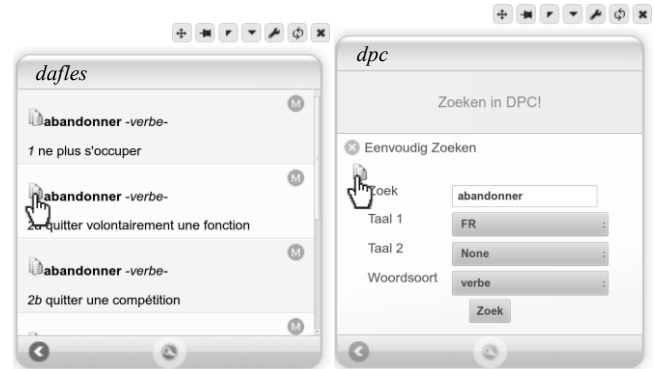 dafles
M
abandonner -verbe-
1 ne plus s'occuper
M
abandonner -verbe-
2a quitter volontairement une fonction
M
abandonner -verbe-
2b quitter une compétition
M
dpc
Zoeken in DPC!
Eenvoudig Zoeken
Zoek abandonner
Taal 1 FR
Taal 2 None
Woordsoort verbe
Zoek